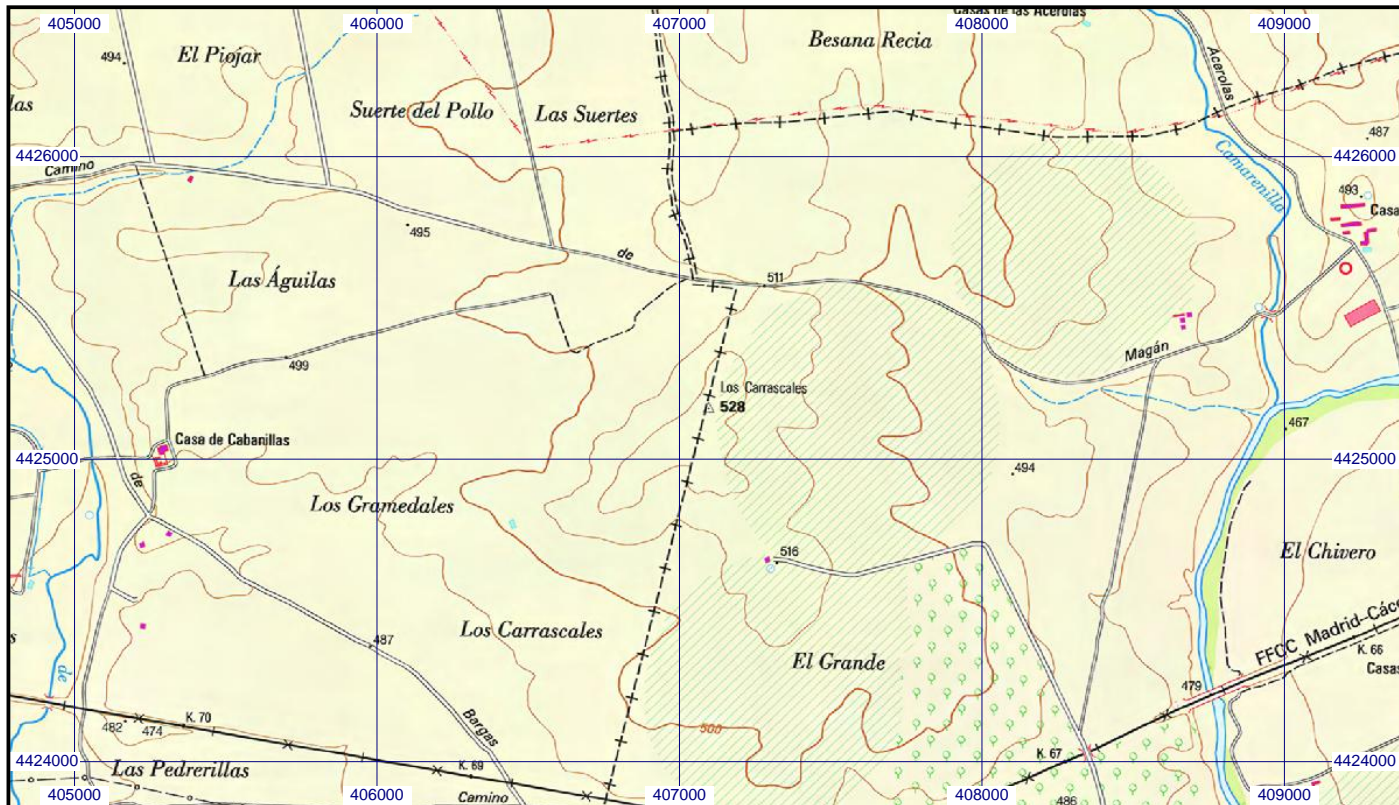 405000
406000
407000
408000
409000
Casas de las Acerolas
El Piojar
Besana Recia
494
Acerolas
las
Suerte del Pollo
Las Suertes
487
4426000
4426000
Camino
Camarenillo
493
Casa
495
de
511
Las Águilas
Magán
499
Los Carrascales
528
467
Casa de Cabanillas
4425000
4425000
de
494
Los Gramedales
516
El Chivero
s
Los Carrascales
487
El Grande
FFCC Madrid-Các
K. 66
de
Casas
479
482
474
K. 70
Bargas
500
K. 67
4424000
4424000
Las Pedrerillas
K. 69
Camino
486
405000
406000
407000
408000
409000